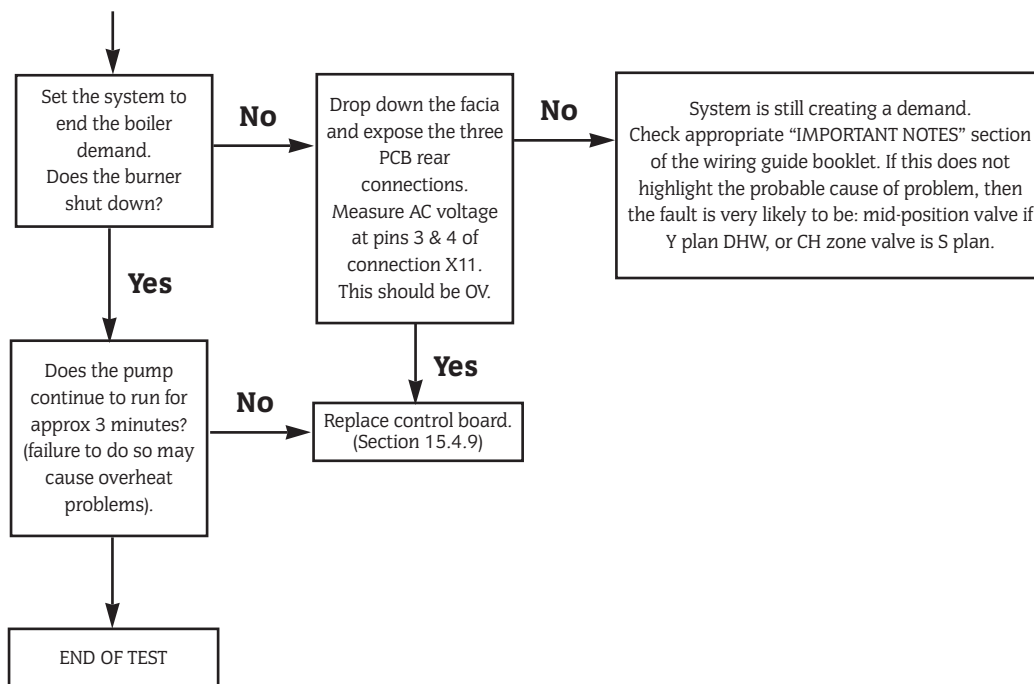 Set the system to
end the boiler
demand.
Does the burner
shut down?
No
Drop down the facia
and expose the three
PCB rear
connections.
Measure AC voltage
at pins 3 & 4 of
connection X11.
This should be OV.
No
System is still creating a demand.
Check appropriate “IMPORTANT NOTES” section
of the wiring guide booklet. If this does not
highlight the probable cause of problem, then
the fault is very likely to be: mid-position valve if
Y plan DHW, or CH zone valve is S plan.
Yes
Yes
Does the pump
continue to run for
approx 3 minutes?
(failure to do so may
cause overheat
problems).
No
Replace control board.
(Section 15.4.9)
END OF TEST